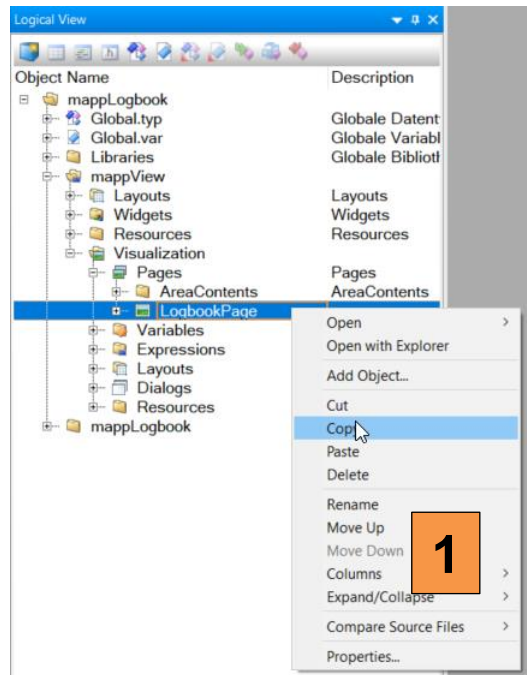 Logical View
Object Name Description
mappLogbook
Global.typ Globale Datent
Global.var Globale Variabl
Libraries Globale Biblioth
mappView
Layouts Layouts
Widgets Widgets
Resources Resources
Visualization
Pages Pages
AreaContents AreaContents
LogbookPage
Variables
Expressions
Layouts
Dialogs
Resources
mappLogbook
Open
Open with Explorer
Add Object...
Cut
Copy
Paste
Delete
Rename
Move Up
Move Down
Columns
Expand/Collapse
Compare Source Files
Properties...
1